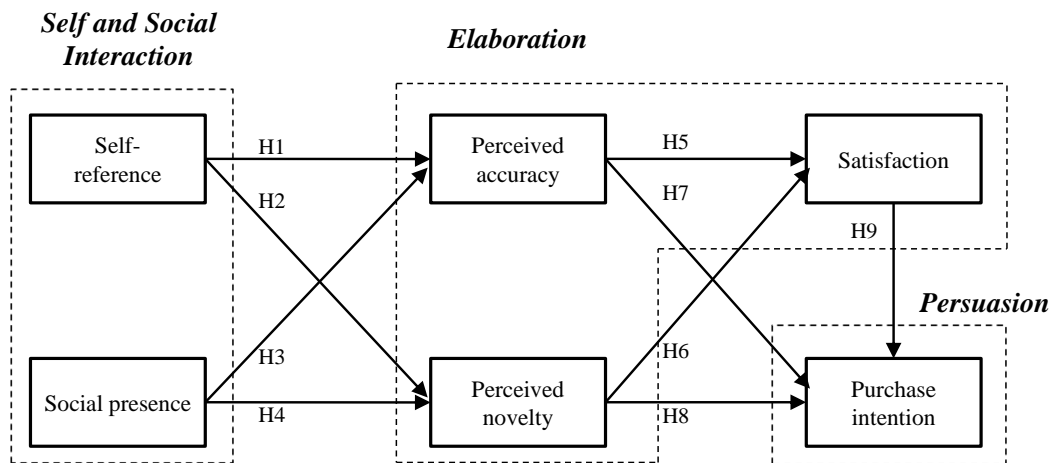 Self and Social
Interaction
Elaboration
Self-
reference
H1
Perceived
accuracy
H5
Satisfaction
H2
H7
H9
Persuasion
H3
H6
Social presence
H4
Perceived
novelty
H8
Purchase
intention